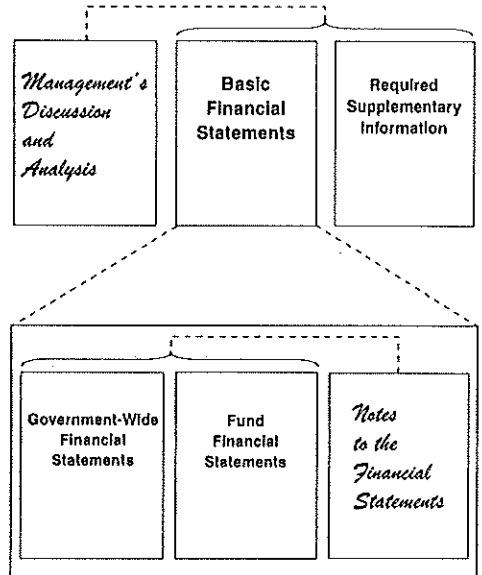 Management's
Discussion
and
Analysis
Basic
Financial
Statements
Required
Supplementary
Information
Government-Wide
Financial
Statements
Fund
Financial
Statements
Notes
to the
Financial
Statements